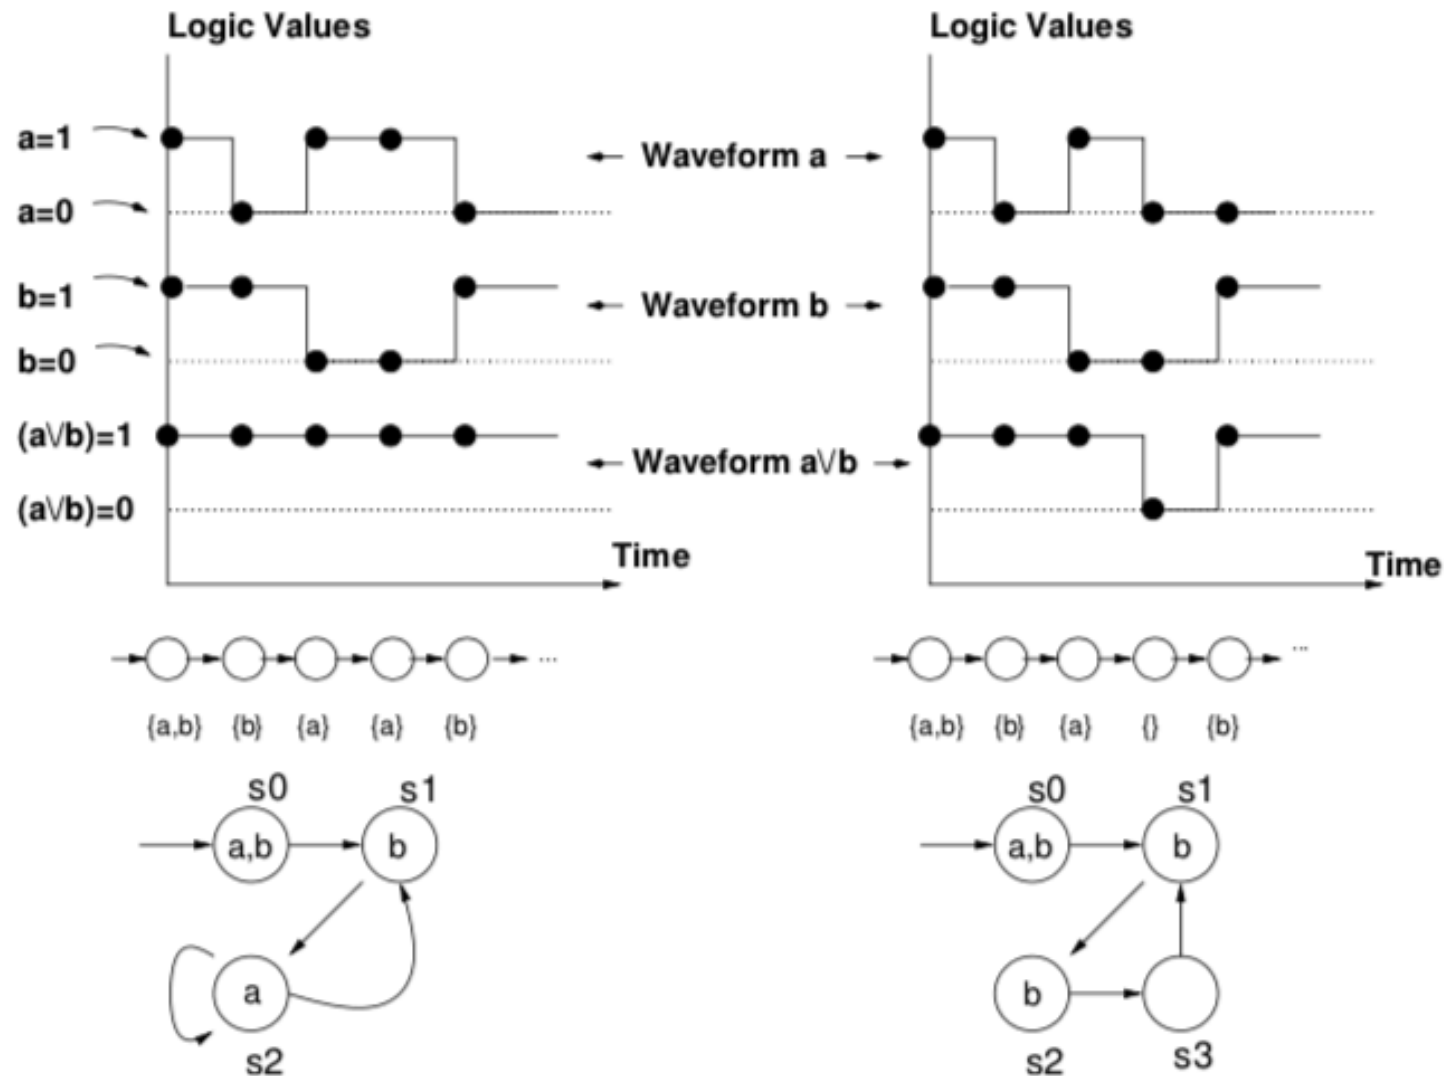 Logic Values
Logic Values
a=1
Waveform a
a=0
b=1
Waveform b
b=0
(a\/b)=1
Waveform a\/b
(a\/b)=0
Time
Time
...
...
{a,b} {b} {a} {a} {b}
{a,b} {b} {a} {} {b}
s0 s1
s0 s1
a,b b
a,b b
a
b
s2
s2 s3